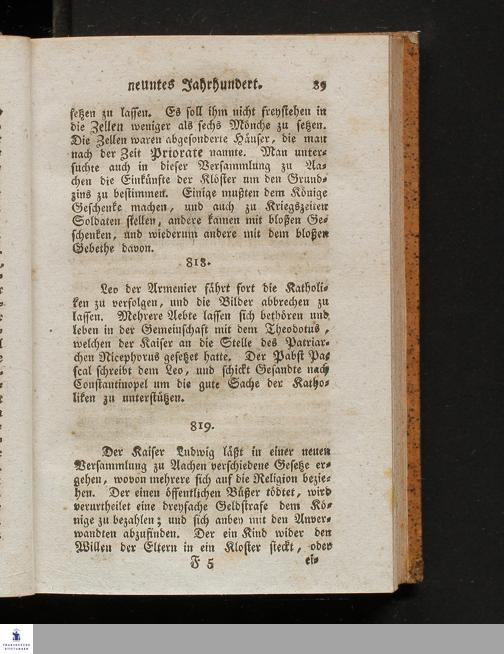 neuntes Jahrhundert. 89
setzen zu lassen. Es soll ihm nicht freystehen in
die Zellen weniger als sechs Mönche zu setzen.
Die Zellen waren abgesonderte Häuser, die man
nach der Zeit Priorate nannte. Man unter-
suchte auch in dieser Versammlung zu Aa-
chen die Einkünfte der Klöster um den Grund-
zins zu bestimmen. Einige mußten dem Könige
Geschenke machen, und auch zu Kriegszeiten
Soldaten stellen, andere kamen mit bloßen Ge-
schenken, und wiederum andere mit dem bloßen
Gebethe davon.
818.
Leo der Armenier fährt fort die Katholi-
ken zu verfolgen, und die Bilder abbrechen zu
lassen. Mehrere Aebte lassen sich bethören und
leben in der Gemeinschaft mit dem Theodotus,
welchen der Kaiser an die Stelle des Patriar-
chen Nicephorus gesetzet hatte. Der Pabst Pa-
scal schreibt dem Leo, und schickt Gesandte nach
Constantinopel um die gute Sache der Katho-
liken zu unterstützen.
819.
Der Kaiser Ludwig läßt in einer neuen
Versammlung zu Aachen verschiedene Gesetze er-
gehen, wovon mehrere sich auf die Religion bezie-
hen. Der einen öffentlichen Büßer tödtet, wird
verurtheilet eine dreyfache Geldstrafe dem Kö-
nige zu bezahlen; und sich anbey mit den Anver-
wandten abzufinden. Der ein Kind wider den
Willen der Eltern in ein Kloster steckt, oder
F 5 ei-
FRANCKESCHE
STIFTUNGEN